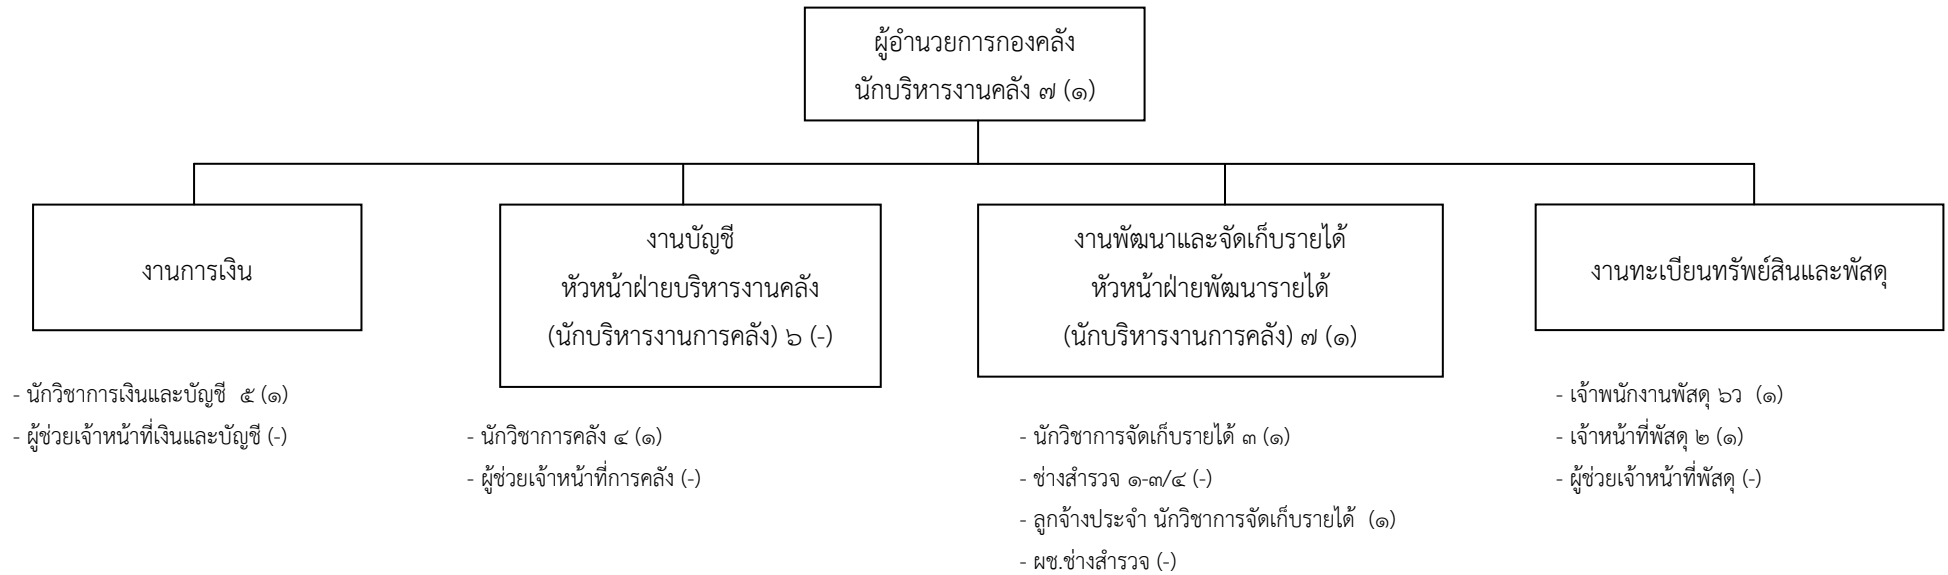 ผู้อำนวยการกองคลัง
นักบริหารงานคลัง ๗ (๑)
งานการเงิน
งานบัญชี
หัวหน้าฝ่ายบริหารงานคลัง
(นักบริหารงานการคลัง) ๖ (-)
งานพัฒนาและจัดเก็บรายได้
หัวหน้าฝ่ายพัฒนารายได้
(นักบริหารงานการคลัง) ๗ (๑)
งานทะเบียนทรัพย์สินและพัสดุ
- นักวิชาการเงินและบัญชี ๕ (๑)
- ผู้ช่วยเจ้าหน้าที่เงินและบัญชี (-)
- นักวิชาการคลัง ๔ (๑)
- ผู้ช่วยเจ้าหน้าที่การคลัง (-)
- นักวิชาการจัดเก็บรายได้ ๓ (๑)
- ช่างสำรวจ ๑-๓/๔ (-)
- ลูกจ้างประจำ นักวิชาการจัดเก็บรายได้ (๑)
- ผช.ช่างสำรวจ (-)
- เจ้าพนักงานพัสดุ ๖ว (๑)
- เจ้าหน้าที่พัสดุ ๒ (๑)
- ผู้ช่วยเจ้าหน้าที่พัสดุ (-)